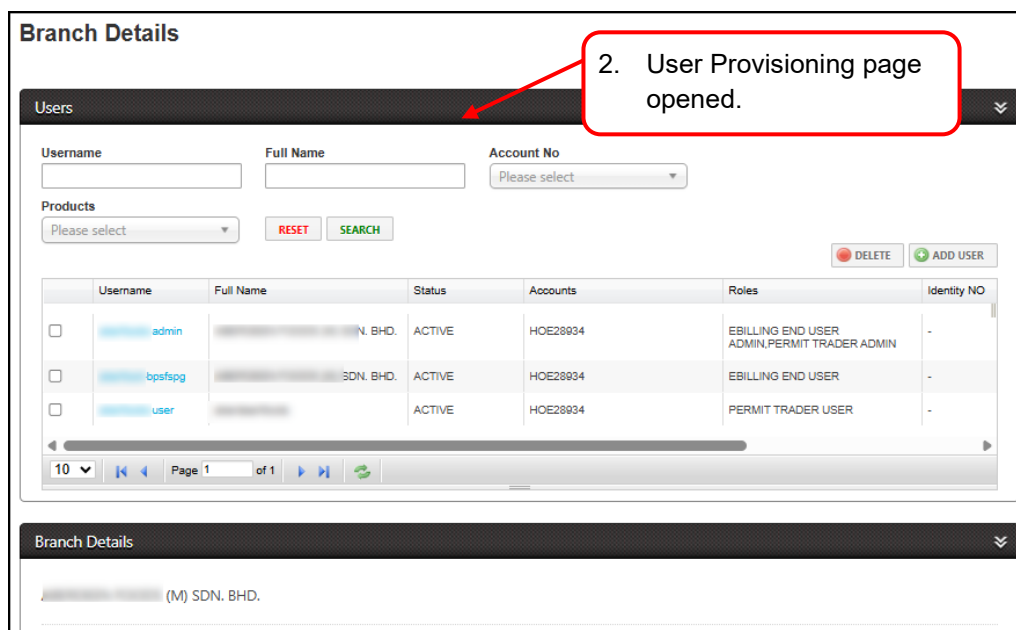 Branch Details
2. User Provisioning page
opened.
Users
Username Full Name Account No
Please select
Products
Please select RESET SEARCH
DELETE ADD USER
Username Full Name Status Accounts Roles Identity NO
admin N. BHD. ACTIVE HOE28934 EBILLING END USER -
ADMIN,PERMIT TRADER ADMIN
bpsfspg SDN. BHD. ACTIVE HOE28934 EBILLING END USER -
user ACTIVE HOE28934 PERMIT TRADER USER -
10 Page 1 of 1
Branch Details
(M) SDN. BHD.